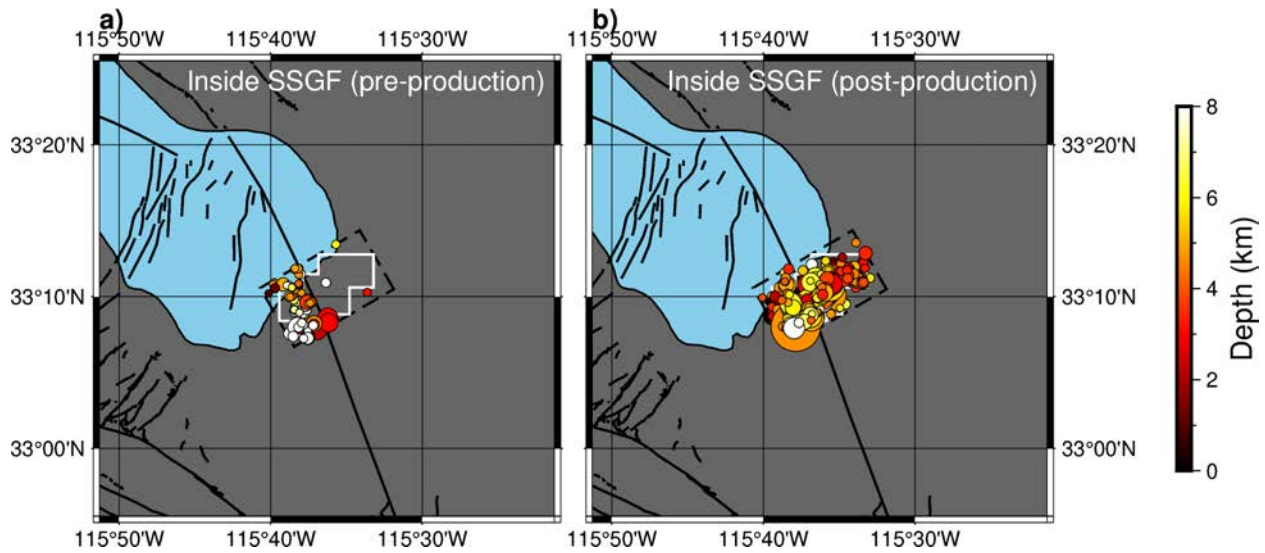 a)
b)
115°50'W 115°40'W 115°30'W
115°50'W 115°40'W 115°30'W
Inside SSGF (pre-production)
Inside SSGF (post-production)
33°20'N
33°10'N
33°00'N
33°20'N
33°10'N
33°00'N
115°50'W 115°40'W 115°30'W
115°50'W 115°40'W 115°30'W
8
6
4
2
0
Depth (km)